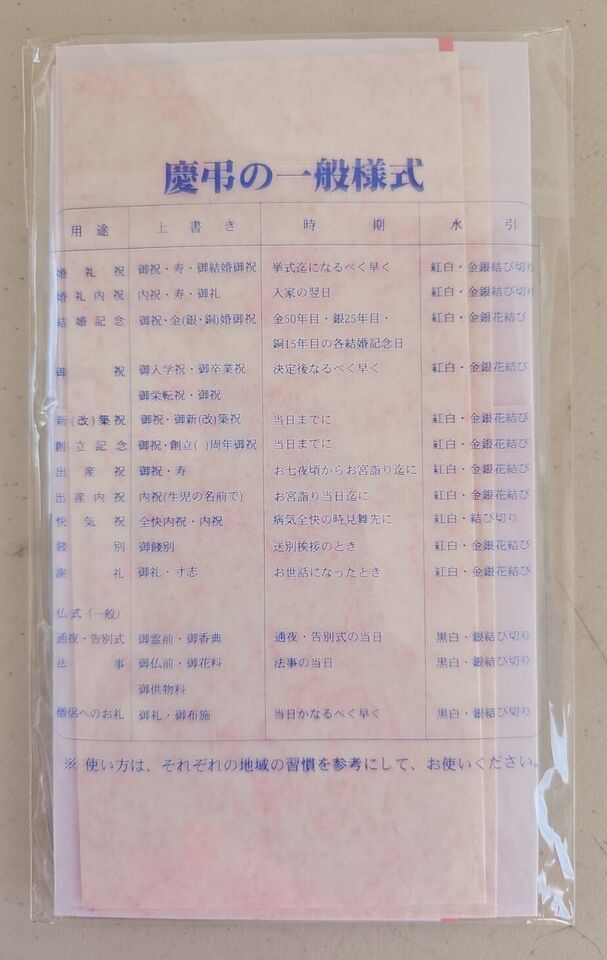 慶弔の一般様式
用途 上書き 時期 水引
婚礼祝 御祝・寿・御結婚御祝 挙式迄になるべく早く 紅白・金銀結び切り
婚礼内祝 内祝・寿・御礼 入家の翌日 紅白・金銀結び切り
結婚記念 御祝・金(銀・銅)婚御祝 金50年目・銀25年目・ 紅白・金銀花結び
銅15年目の各結婚記念日
御祝 御入学祝・御卒業祝 決定後なるべく早く 紅白・金銀花結び
御栄転祝・御祝
新(改)築祝 御祝・御新(改)築祝 当日までに 紅白・金銀花結び
創立記念 御祝・創立( )周年御祝 当日までに 紅白・金銀花結び
出産祝 御祝・寿 お七夜頃からお宮詣り迄に 紅白・金銀花結び
出産内祝 内祝(生児の名前で) お宮詣り当日迄に 紅白・金銀花結び
快気祝 全快内祝・内祝 病気全快の時見舞先に 紅白・結び切り
餞別 御餞別 送別挨拶のとき 紅白・金銀花結び
謝礼 御礼・寸志 お世話になったとき 紅白・金銀花結び
仏式(一般)
通夜・告別式 御霊前・御香典 通夜・告別式の当日 黒白・銀結び切り
法事 御仏前・御花料 法事の当日 黒白・銀結び切り
御供物料
僧侶へのお礼 御礼・御布施 当日かなるべく早く 黒白・銀結び切り
※ 使い方は、それぞれの地域の習慣を参考にして、お使いください。